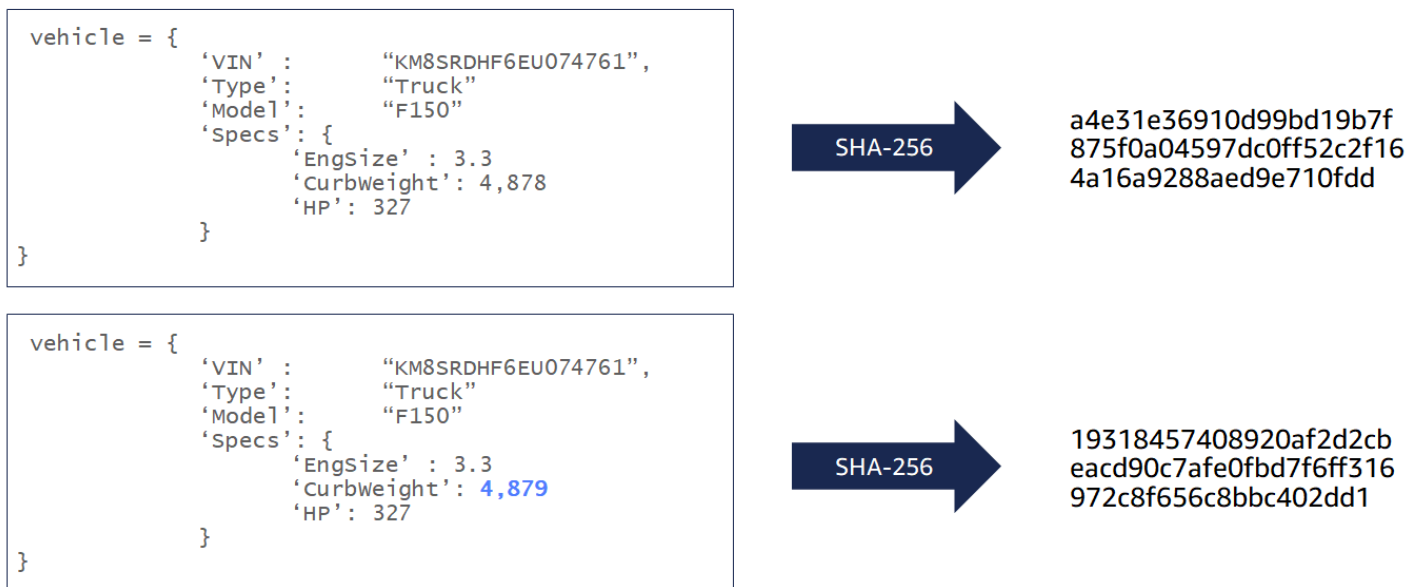 vehicle = {
‘VIN’ : “KM8SRDHF6EU074761”,
‘Type’: “Truck”
‘Model’: “F150”
‘Specs’: {
‘EngSize’ : 3.3
‘CurbWeight’: 4,878
‘HP’: 327
}
}
SHA-256
a4e31e36910d99bd19b7f
875f0a04597dc0ff52c2f16
4a16a9288aed9e710fdd
vehicle = {
‘VIN’ : “KM8SRDHF6EU074761”,
‘Type’: “Truck”
‘Model’: “F150”
‘Specs’: {
‘EngSize’ : 3.3
‘CurbWeight’: 4,879
‘HP’: 327
}
}
SHA-256
19318457408920af2d2cb
eacd90c7afe0fbd7f6ff316
972c8f656c8bbc402dd1